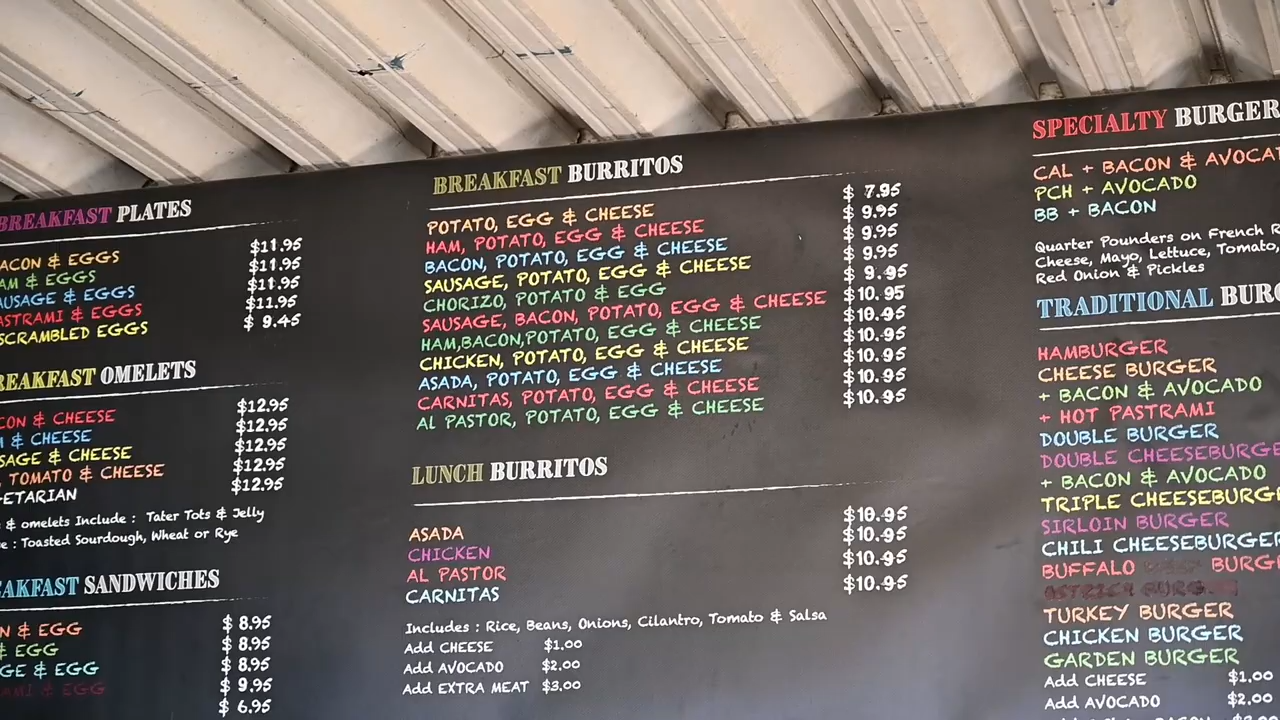 BREAKFAST PLATES
BACON & EGGS $11.95
HAM & EGGS $11.95
SAUSAGE & EGGS $11.95
PASTRAMI & EGGS $11.95
SCRAMBLED EGGS $ 9.45
BREAKFAST OMELETS
CON & CHEESE $12.95
M & CHEESE $12.95
SAGE & CHEESE $12.95
, TOMATO & CHEESE $12.95
GETARIAN $12.95
& omelets Include : Tater Tots & Jelly
e : Toasted Sourdough, Wheat or Rye
EAKFAST SANDWICHES
N & EGG $ 8.95
& EGG $ 8.95
GE & EGG $ 8.95
AMI & EGG $ 9.95
$ 6.95
BREAKFAST BURRITOS
POTATO, EGG & CHEESE $ 7.95
HAM, POTATO, EGG & CHEESE $ 9.95
BACON, POTATO, EGG & CHEESE $ 9.95
SAUSAGE, POTATO, EGG & CHEESE $ 9.95
CHORIZO, POTATO & EGG $ 9.95
SAUSAGE, BACON, POTATO, EGG & CHEESE $10.95
HAM,BACON,POTATO, EGG & CHEESE $10.95
CHICKEN, POTATO, EGG & CHEESE $10.95
ASADA, POTATO, EGG & CHEESE $10.95
CARNITAS, POTATO, EGG & CHEESE $10.95
AL PASTOR, POTATO, EGG & CHEESE $10.95
LUNCH BURRITOS
ASADA $10.95
CHICKEN $10.95
AL PASTOR $10.95
CARNITAS $10.95
Includes : Rice, Beans, Onions, Cilantro, Tomato & Salsa
Add CHEESE $1.00
Add AVOCADO $2.00
Add EXTRA MEAT $3.00
SPECIALTY BURGER
CAL + BACON & AVOCA
PCH + AVOCADO
BB + BACON
Quarter Pounders on French R
Cheese, Mayo, Lettuce, Tomato,
Red Onion & Pickles
TRADITIONAL BURG
HAMBURGER
CHEESE BURGER
+ BACON & AVOCADO
+ HOT PASTRAMI
DOUBLE BURGER
DOUBLE CHEESEBURGE
+ BACON & AVOCADO
TRIPLE CHEESEBURGE
SIRLOIN BURGER
CHILI CHEESEBURGER
BUFFALO BURGE
OSTRICH BURGER
TURKEY BURGER
CHICKEN BURGER
GARDEN BURGER
Add CHEESE $1.00
Add AVOCADO $2.00